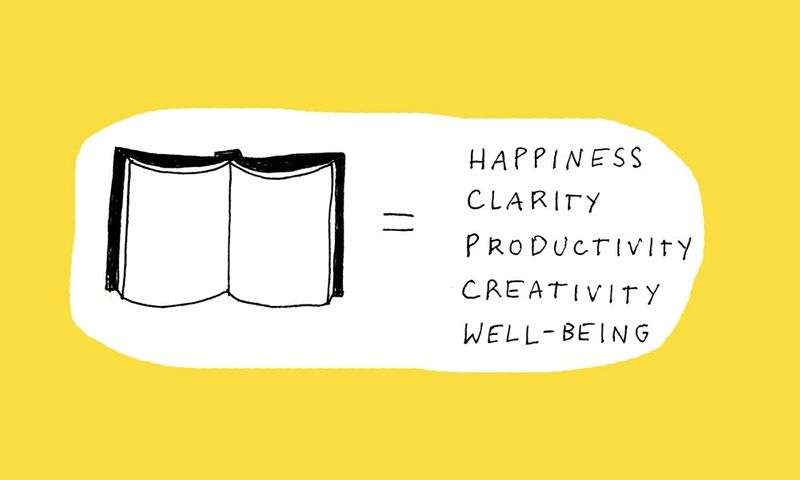 =
HAPPINESS
CLARITY
PRODUCTIVITY
CREATIVITY
WELL-BEING